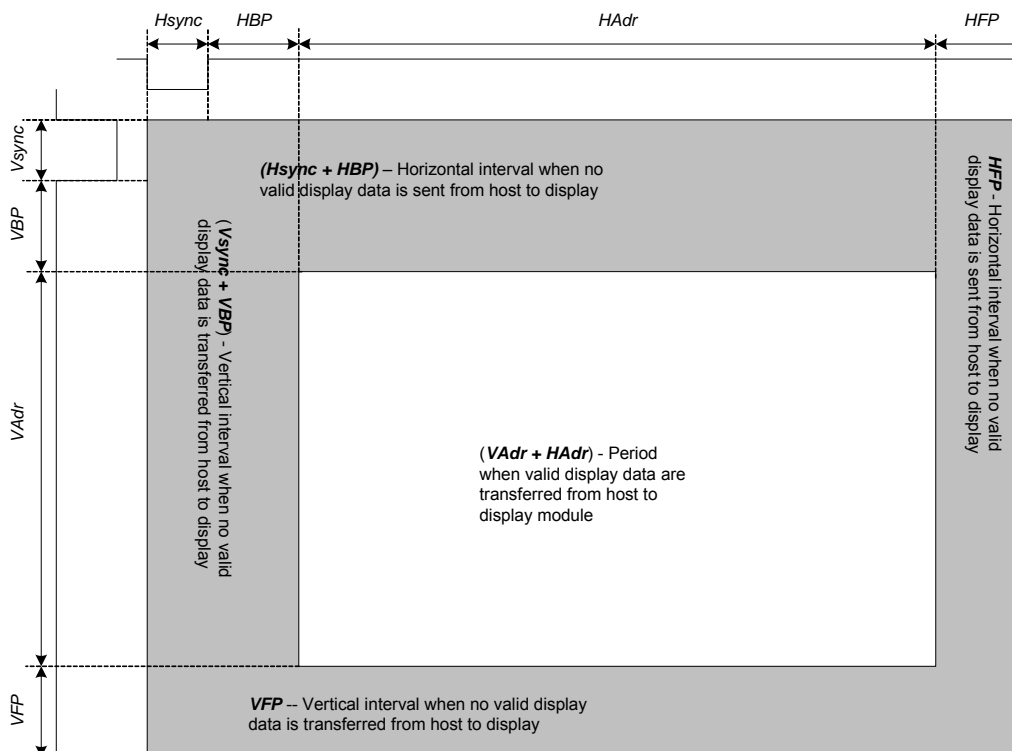 Hsync
HBP
HAdr
HFP
Vsync
VBP
VAdr
VFP
(Hsync + HBP) – Horizontal interval when no
valid display data is sent from host to display
(Vsync + VBP) - Vertical interval when no valid
display data is transferred from host to display
HFP - Horizontal interval when no valid
display data is sent from host to display
(VAdr + HAdr) - Period
when valid display data are
transferred from host to
display module
VFP -- Vertical interval when no valid display
data is transferred from host to display